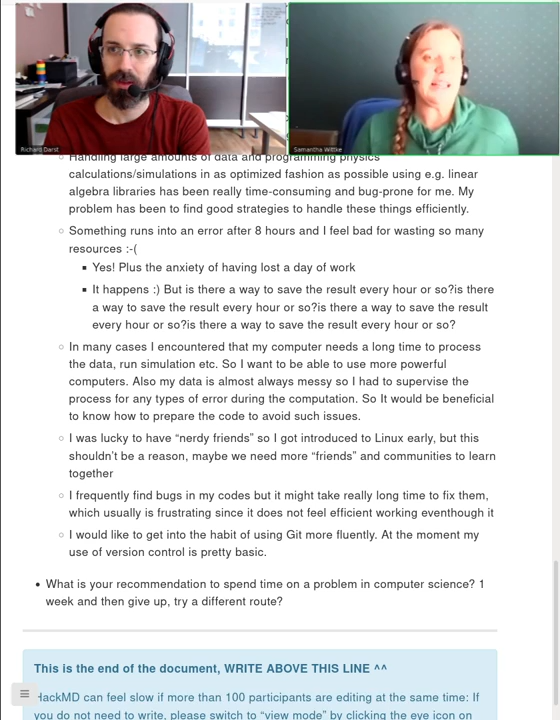 Richard Darst
Samantha Wittke
Handling large amounts of data and programming physics
calculations/simulations in as optimized fashion as possible using e.g. linear
algebra libraries has been really time-consuming and bug-prone for me. My
problem has been to find good strategies to handle these things efficiently.
Something runs into an error after 8 hours and I feel bad for wasting so many
resources :-(
Yes! Plus the anxiety of having lost a day of work
It happens :) But is there a way to save the result every hour or so?is there
a way to save the result every hour or so?is there a way to save the result
every hour or so?is there a way to save the result every hour or so?
In many cases I encountered that my computer needs a long time to process
the data, run simulation etc. So I want to be able to use more powerful
computers. Also my data is almost always messy so I had to supervise the
process for any types of error during the computation. So It would be beneficial
to know how to prepare the code to avoid such issues.
I was lucky to have “nerdy friends” so I got introduced to Linux early, but this
shouldn’t be a reason, maybe we need more “friends” and communities to learn
together
I frequently find bugs in my codes but it might take really long time to fix them,
which usually is frustrating since it does not feel efficient working eventhough it
I would like to get into the habit of using Git more fluently. At the moment my
use of version control is pretty basic.
What is your recommendation to spend time on a problem in computer science? 1
week and then give up, try a different route?
This is the end of the document, WRITE ABOVE THIS LINE ^^
HackMD can feel slow if more than 100 participants are editing at the same time: If
you do not need to write, please switch to “view mode” by clicking the eye icon on